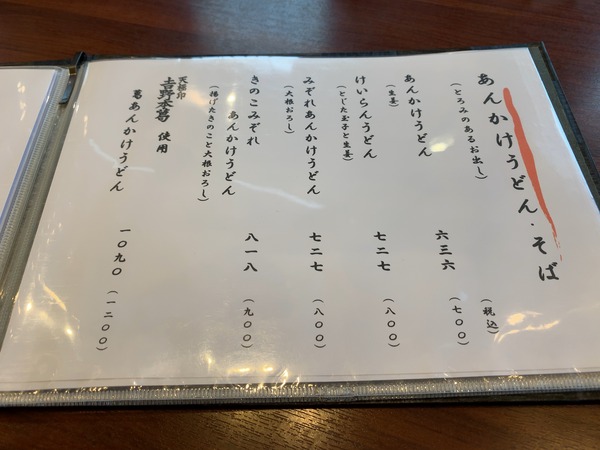 あんかけうどん・そば
（とろみのあるお出し）
（税込）
あんかけうどん
（生姜）
六三六
（七〇〇）
けいらんうどん
（とじた玉子と生姜）
七二七
（八〇〇）
みぞれあんかけうどん
（大根おろし）
七二七
（八〇〇）
きのこみぞれ
あんかけうどん
（揚げたきのこと大根おろし）
八一八
（九〇〇）
天極印
吉野本葛 使用
葛あんかけうどん
一〇九〇
（一二〇〇）